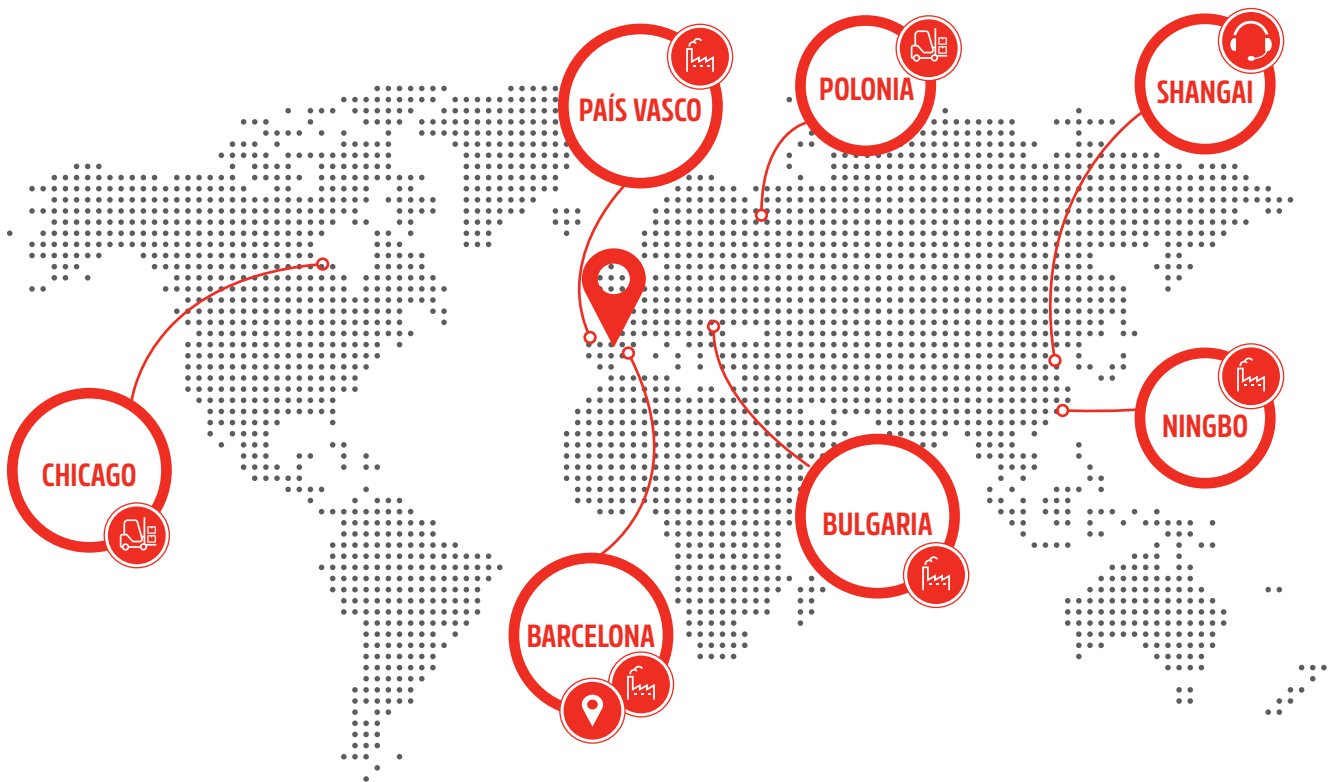 PAÍS VASCO
POLONIA
SHANGAI
CHICAGO
NINGBO
BULGARIA
BARCELONA